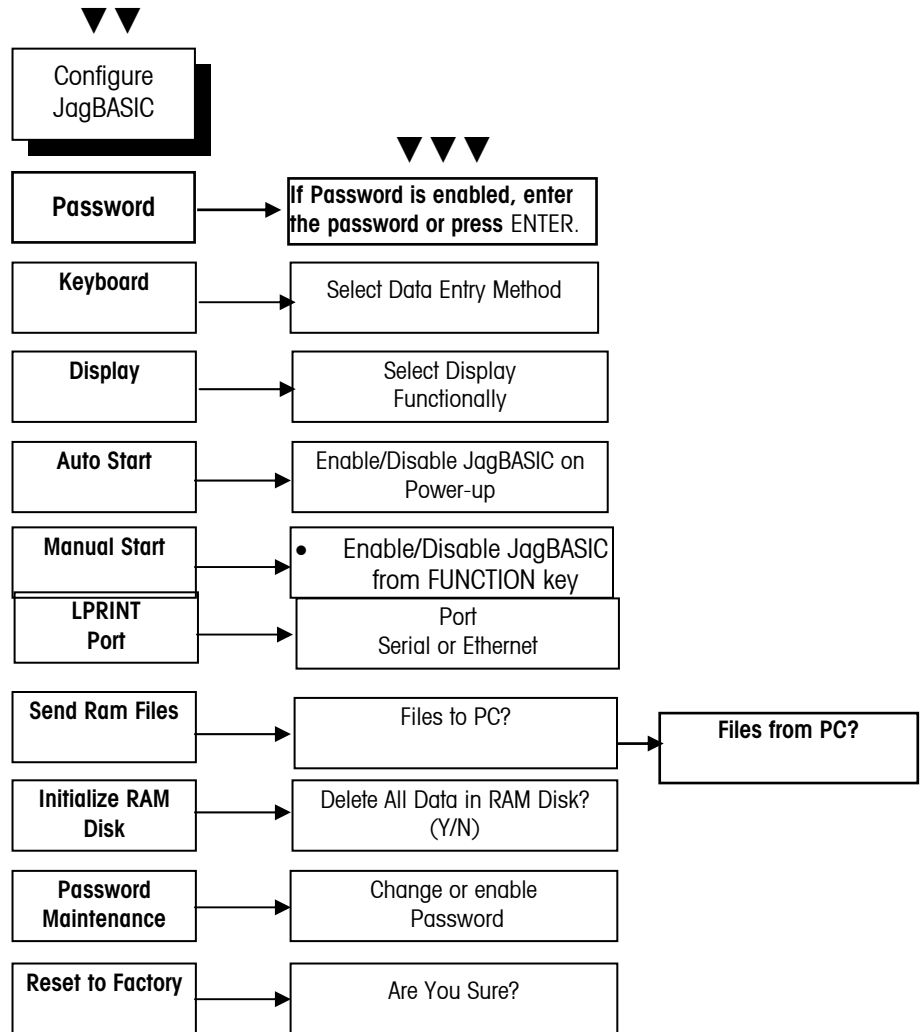 Configure
JagBASIC
Password
If Password is enabled, enter
the password or press ENTER.
Keyboard
Select Data Entry Method
Display
Select Display
Functionally
Auto Start
Enable/Disable JagBASIC on
Power-up
Manual Start
• Enable/Disable JagBASIC
from FUNCTION key
LPRINT
Port
Port
Serial or Ethernet
Send Ram Files
Files to PC?
Files from PC?
Initialize RAM
Disk
Delete All Data in RAM Disk?
(Y/N)
Password
Maintenance
Change or enable
Password
Reset to Factory
Are You Sure?